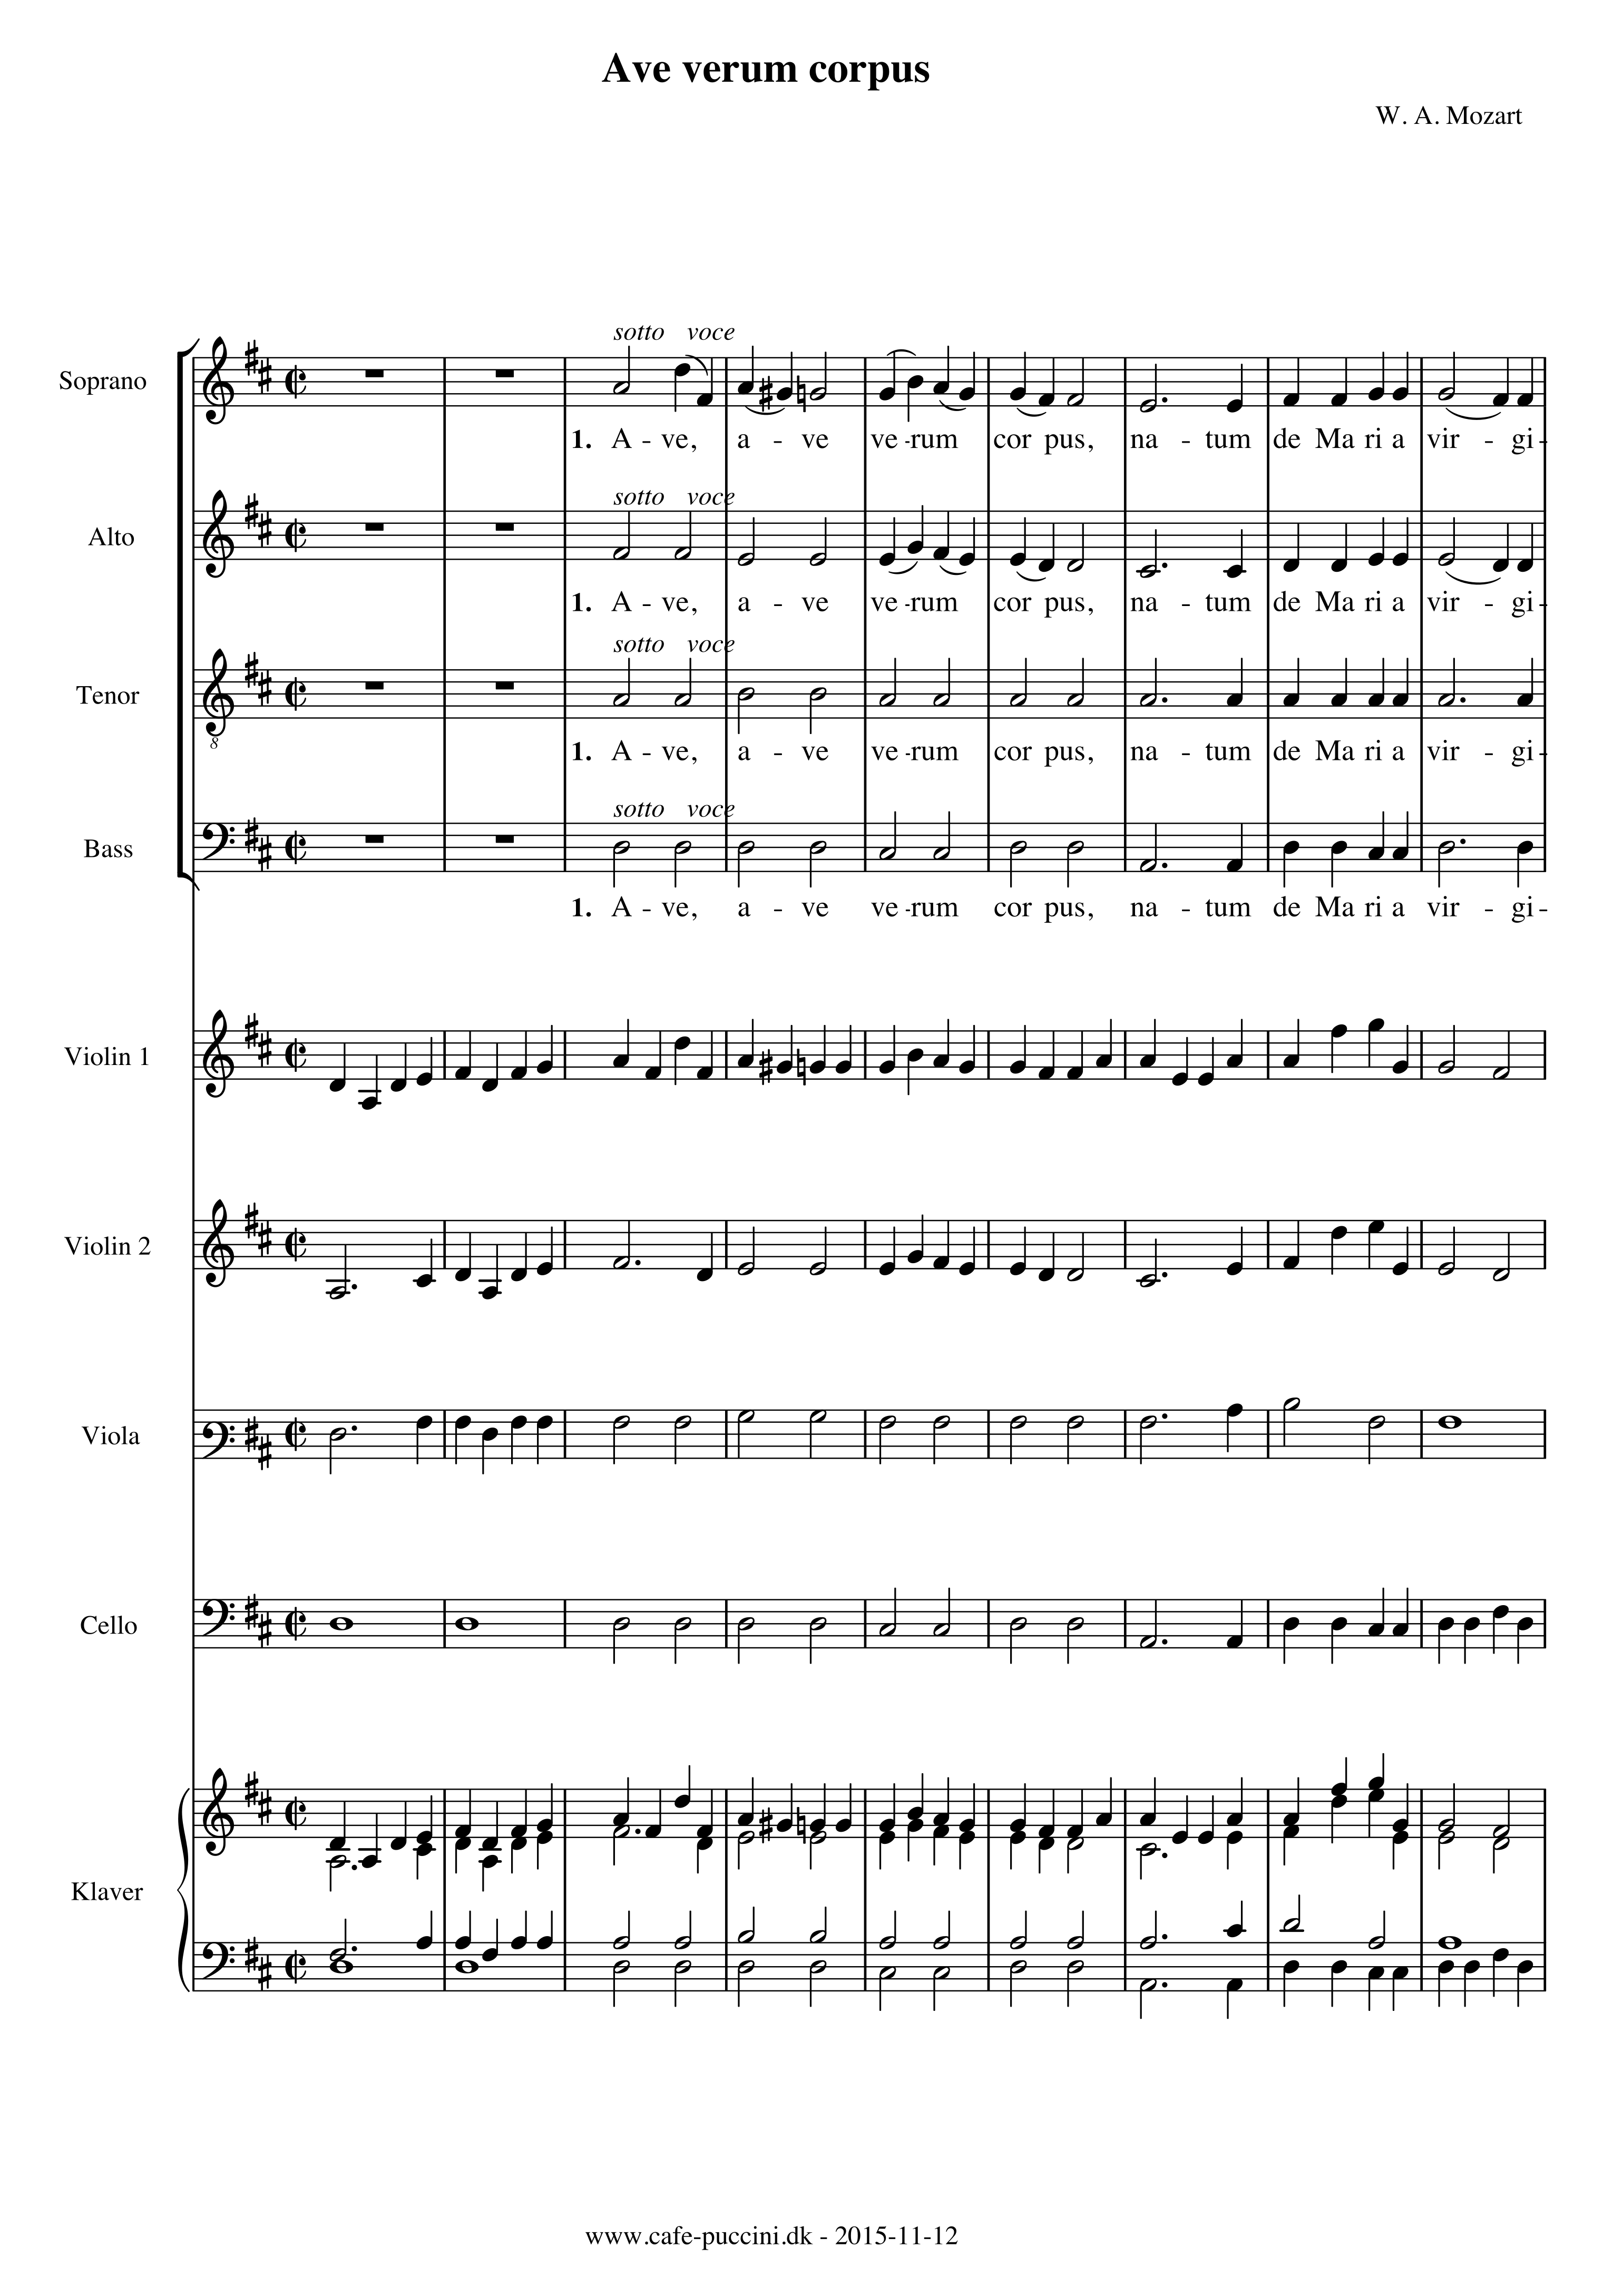 Ave verum corpus
W. A. Mozart
sotto voce
Soprano
1. A - ve, a - ve ve - rum cor pus, na - tum de Ma ri a vir - gi -
sotto voce
Alto
1. A - ve, a - ve ve - rum cor pus, na - tum de Ma ri a vir - gi -
sotto voce
Tenor
8
1. A - ve, a - ve ve - rum cor pus, na - tum de Ma ri a vir - gi -
sotto voce
Bass
1. A - ve, a - ve ve - rum cor pus, na - tum de Ma ri a vir - gi -
Violin 1
Violin 2
Viola
Cello
Klaver
www.cafe-puccini.dk - 2015-11-12